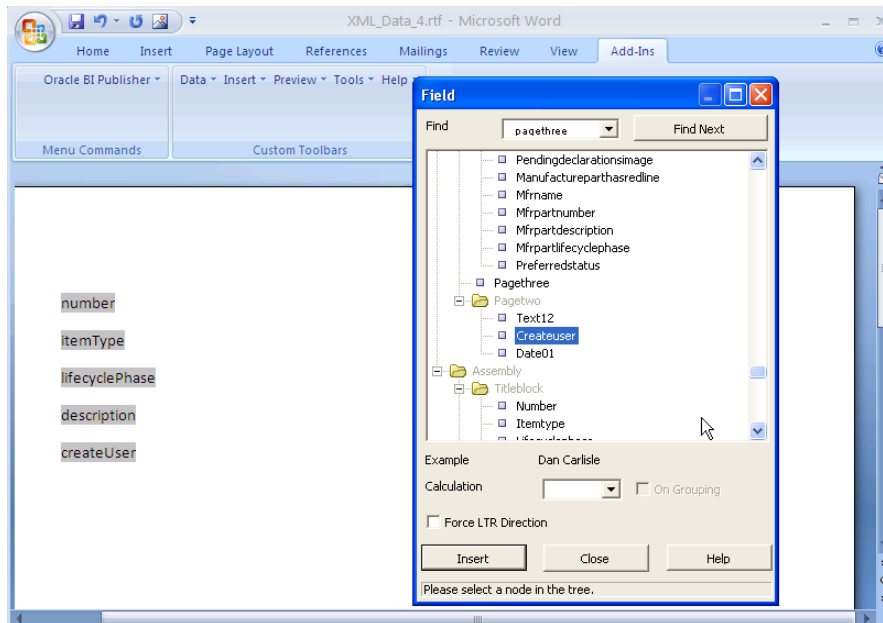 XML_Data_4.rtf - Microsoft Word
Home Insert Page Layout References Mailings Review View Add-Ins
Oracle BI Publisher Data Insert Preview Tools Help
Menu Commands Custom Toolbars
Field
Find pagethree Find Next
Pendingdeclarationsimage
Manufactureparthasredline
Mfrname
Mfrpartnumber
Mfrpartdescription
Mfrpartlifecyclephase
Preferredstatus
Pagethree
Pagetwo
Text12
Createuser
Date01
Assembly
Titleblock
Number
Itemtype
Example Dan Carlisle
Calculation On Grouping
Force LTR Direction
Insert Close Help
Please select a node in the tree.
number
itemType
lifecyclePhase
description
createUser